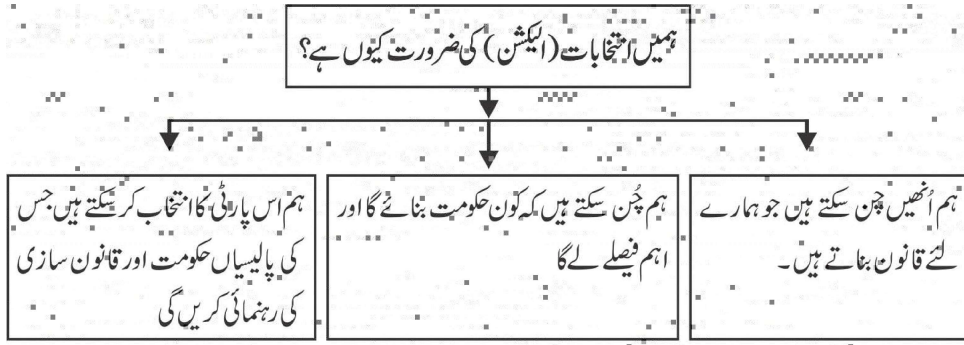 ہمیں انتخابات (الیکشن) کی ضرورت کیوں ہے؟
ہم اُنھیں چن سکتے ہیں جو ہمارے
لئے قانون بناتے ہیں۔
ہم چُن سکتے ہیں کہ کون حکومت بنائے گا اور
اہم فیصلے لے گا
ہم اس پارٹی کا انتخاب کر سکتے ہیں جس
کی پالیسیاں حکومت اور قانون سازی
کی رہنمائی کریں گی